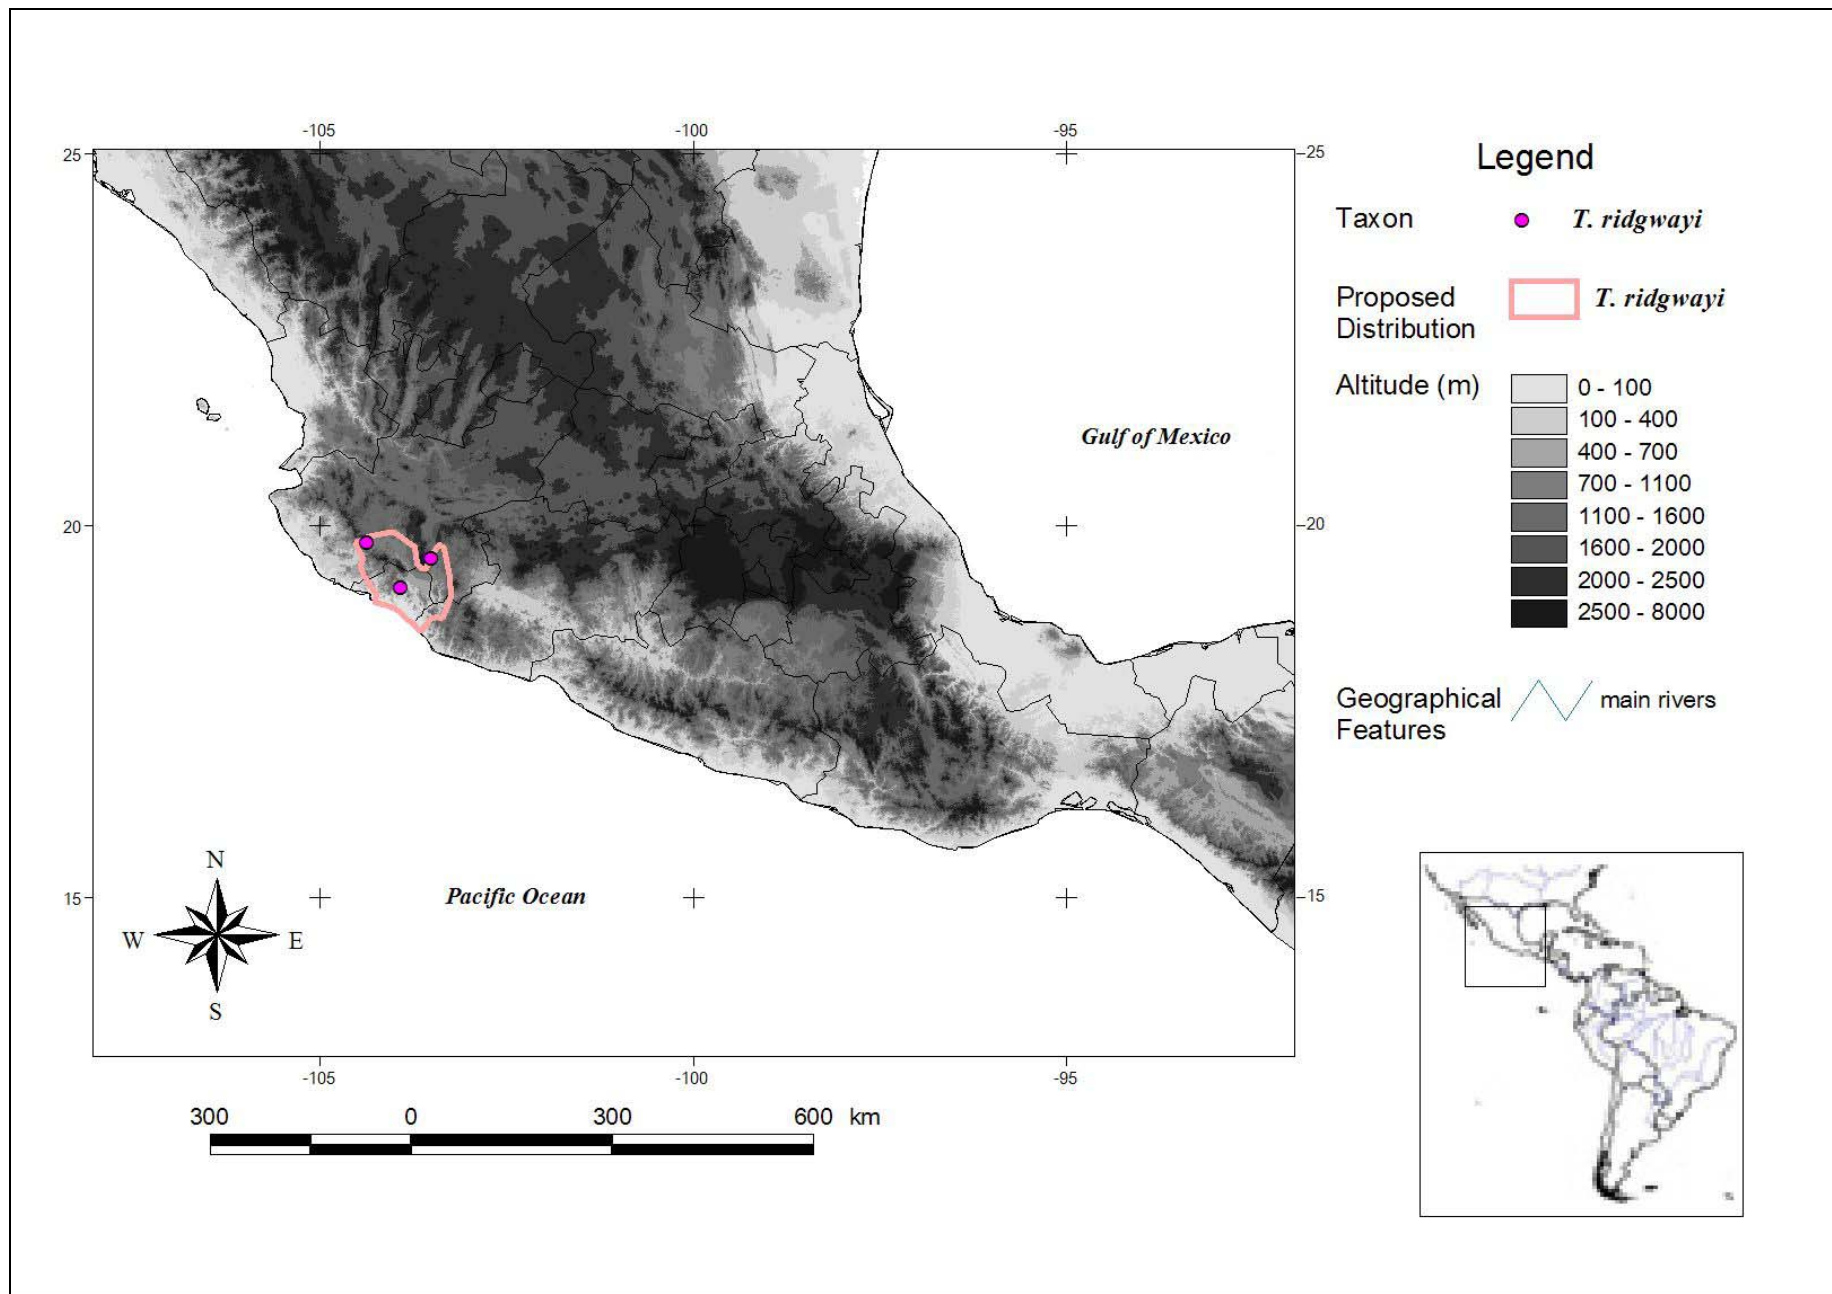 -105 -100 -95
25 -25
Legend
Taxon T. ridgwayi
Proposed
Distribution
T. ridgwayi
Altitude (m)
0 - 100
100 - 400
400 - 700
700 - 1100
1100 - 1600
1600 - 2000
2000 - 2500
2500 - 8000
Gulf of Mexico
20 -20
Geographical
Features
main rivers
N
W E
S
Pacific Ocean
15 -15
-105 -100 -95
300 0 300 600 km